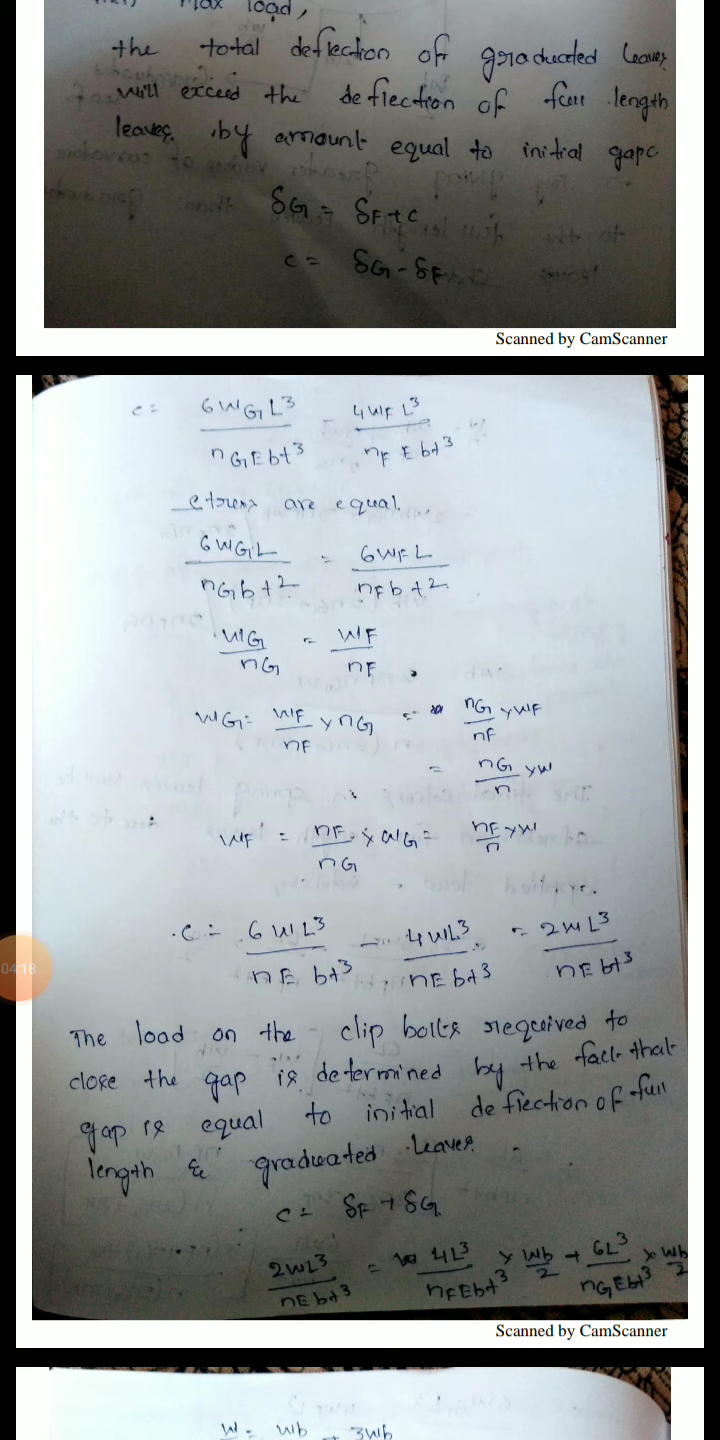 Max load,
the total deflection of graduated leaves
will exceed the deflection of full length
leaves, by amount equal to initial gap c
δG = δF + c
c = δG - δF
Scanned by CamScanner
c = 6WGL³/nGEbt³ - 4WFL³/nFEbt³
are equal.
6WGL/nGbt² = 6WFL/nFbt²
WG/nG = WF/nF
WG = WF/nF × nG = nG/nF × WF
= nG/n × W
WF = nF/nG × WG = nF/n × W
c = 6WL³/nEbt³ - 4WL³/nEbt³ = 2WL³/nEbt³
04:18
The load on the clip bolts required to
close the gap is determined by the fact that
gap is equal to initial deflection of full
length & graduated leaves.
c = δF + δG
2WL³/nEbt³ = 4L³/nFEbt³ × Wb/2 + 6L³/nGEbt³ × Wb/2
Scanned by CamScanner
W = Wb + 3Wb